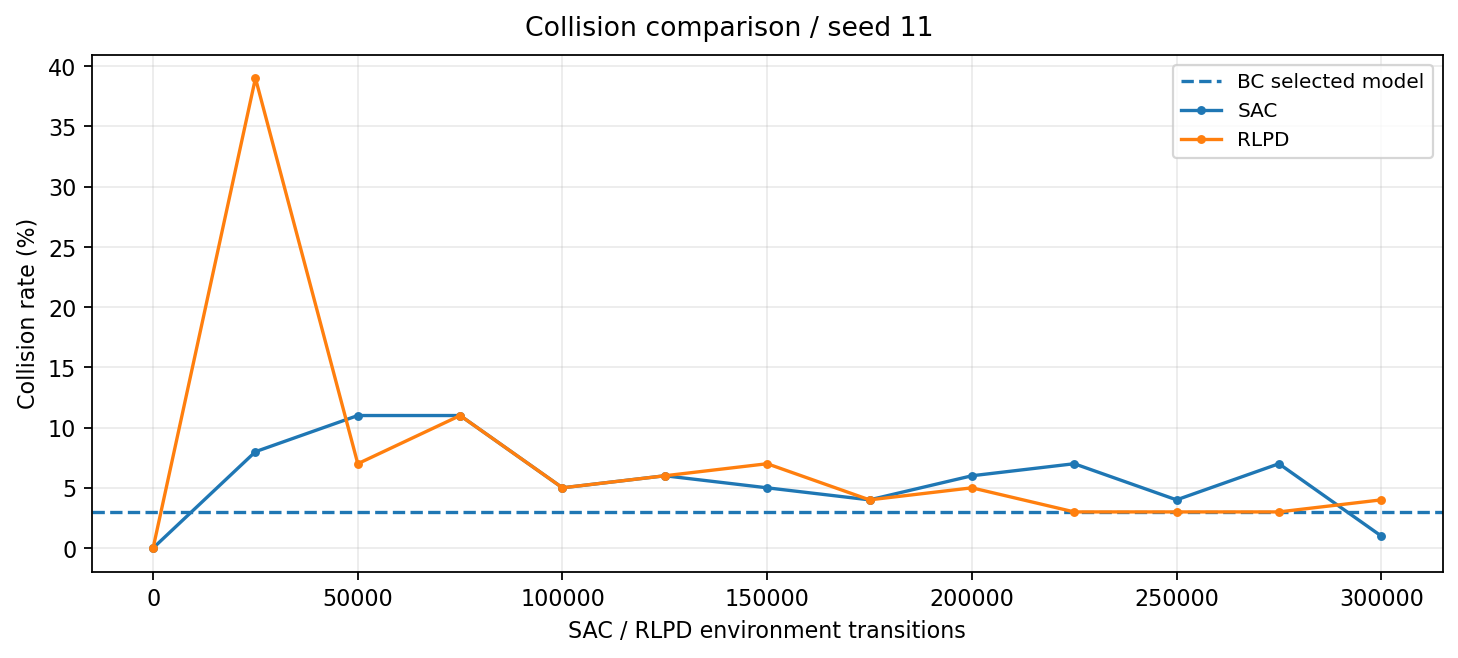 Collision comparison / seed 11
40
35
30
25
20
15
10
5
0
Collision rate (%)
BC selected model
SAC
RLPD
0
50000
100000
150000
200000
250000
300000
SAC / RLPD environment transitions